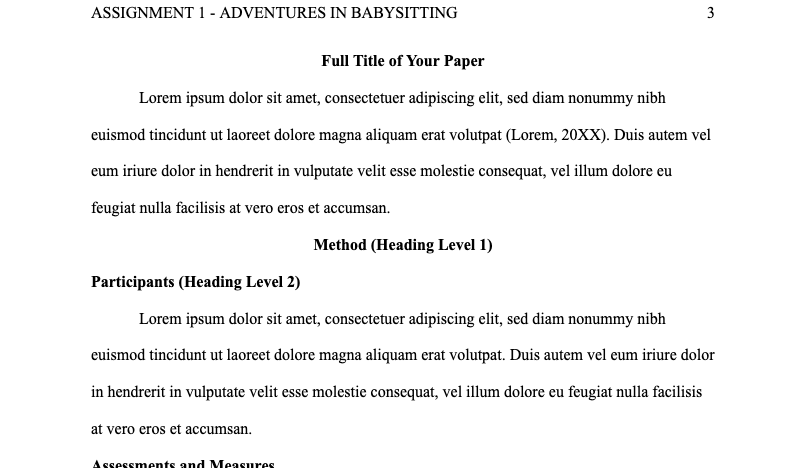 ASSIGNMENT 1 - ADVENTURES IN BABYSITTING 3
Full Title of Your Paper
Lorem ipsum dolor sit amet, consectetuer adipiscing elit, sed diam nonummy nibh
euismod tincidunt ut laoreet dolore magna aliquam erat volutpat (Lorem, 20XX). Duis autem vel
eum iriure dolor in hendrerit in vulputate velit esse molestie consequat, vel illum dolore eu
feugiat nulla facilisis at vero eros et accumsan.
Method (Heading Level 1)
Participants (Heading Level 2)
Lorem ipsum dolor sit amet, consectetuer adipiscing elit, sed diam nonummy nibh
euismod tincidunt ut laoreet dolore magna aliquam erat volutpat. Duis autem vel eum iriure dolor
in hendrerit in vulputate velit esse molestie consequat, vel illum dolore eu feugiat nulla facilisis
at vero eros et accumsan.
Assessments and Measures